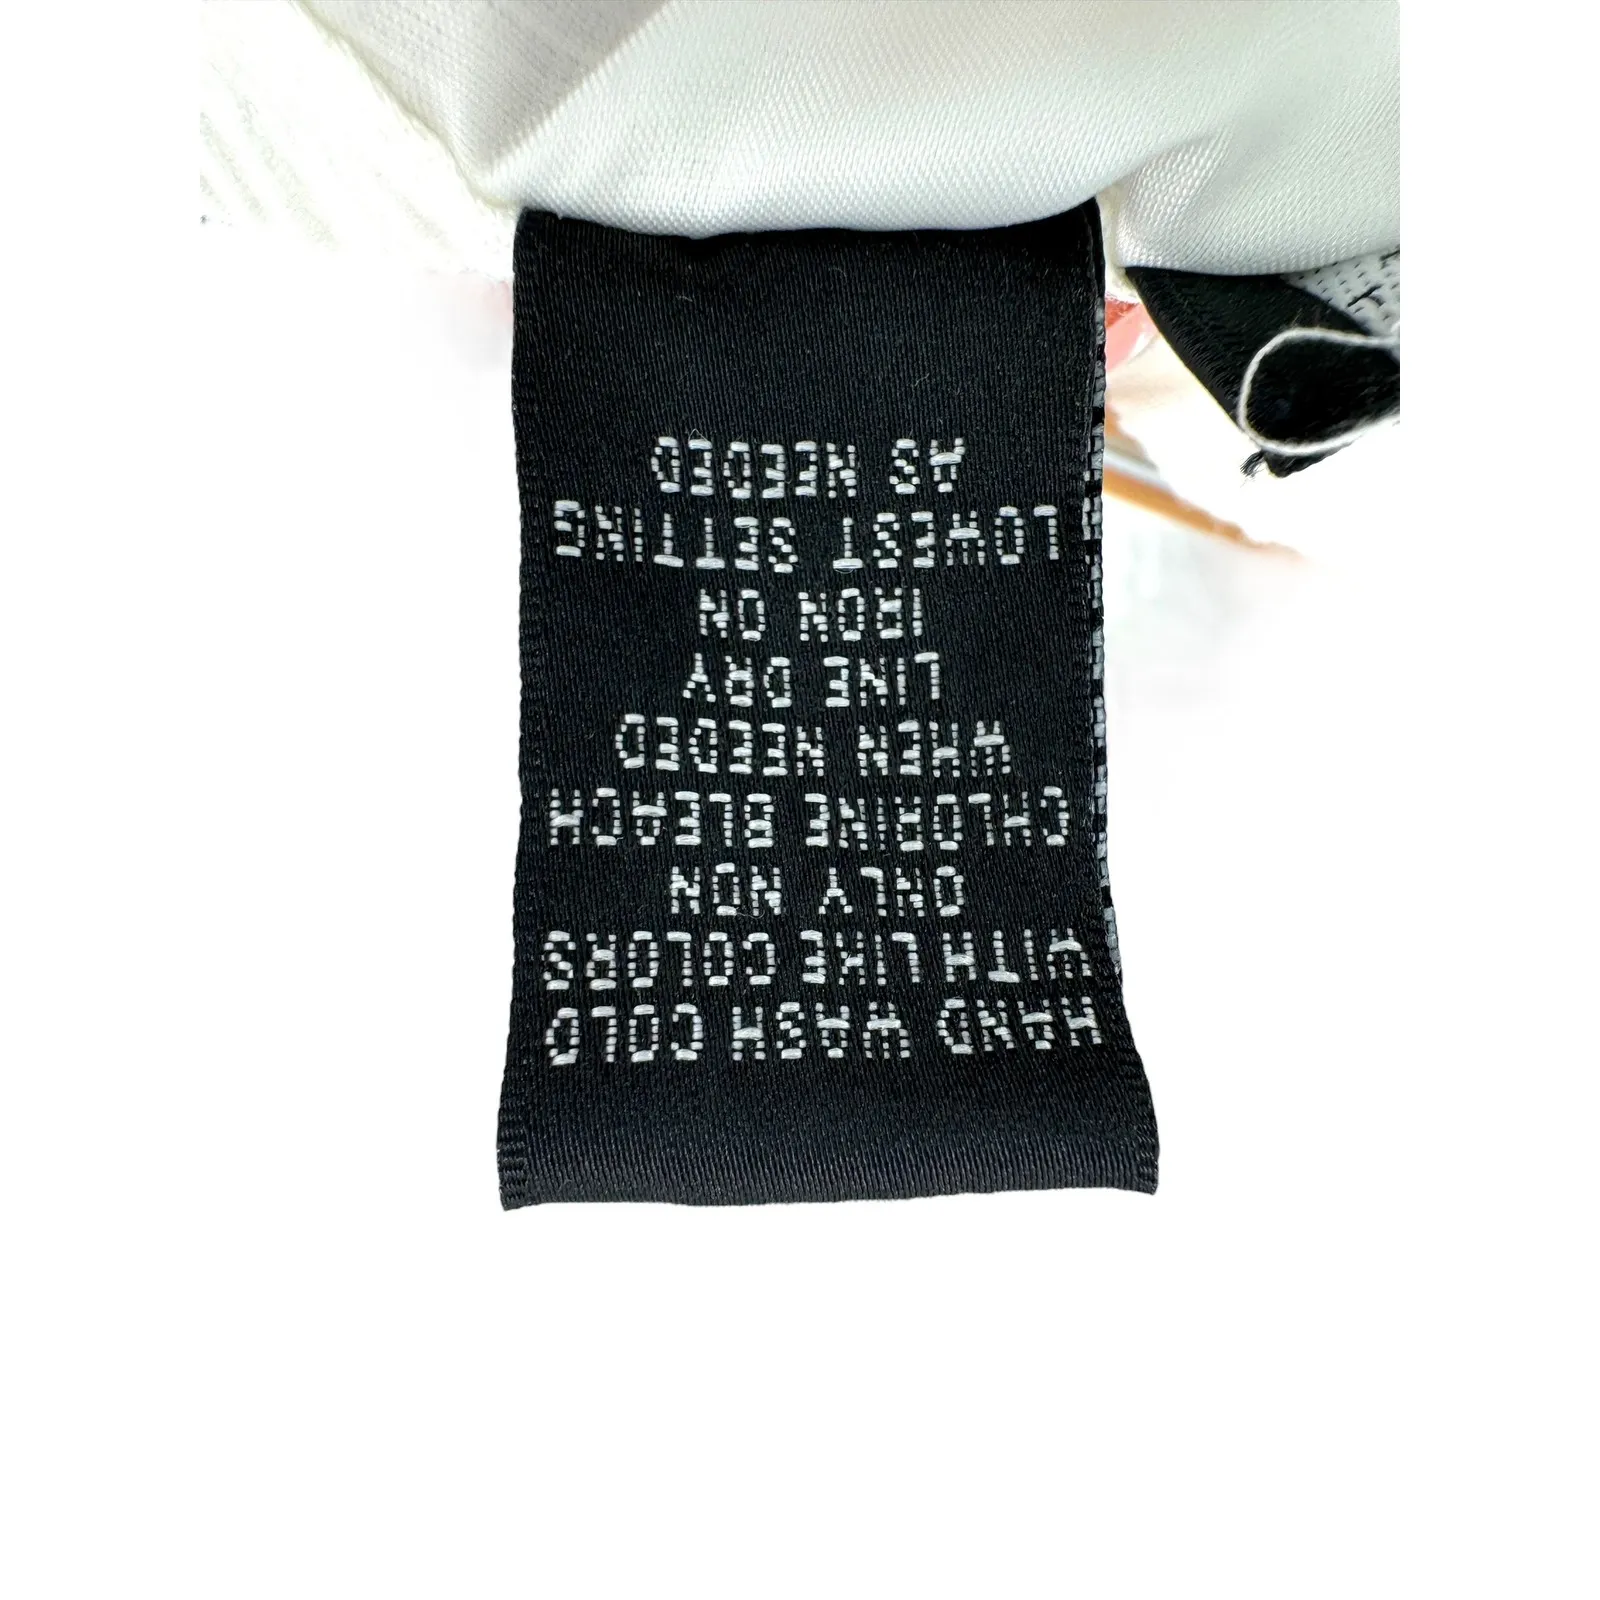 HAND WASH COLD
WITH LIKE COLORS
ONLY NON
CHLORINE BLEACH
WHEN NEEDED
LINE DRY
IRON ON
LOWEST SETTING
AS NEEDED